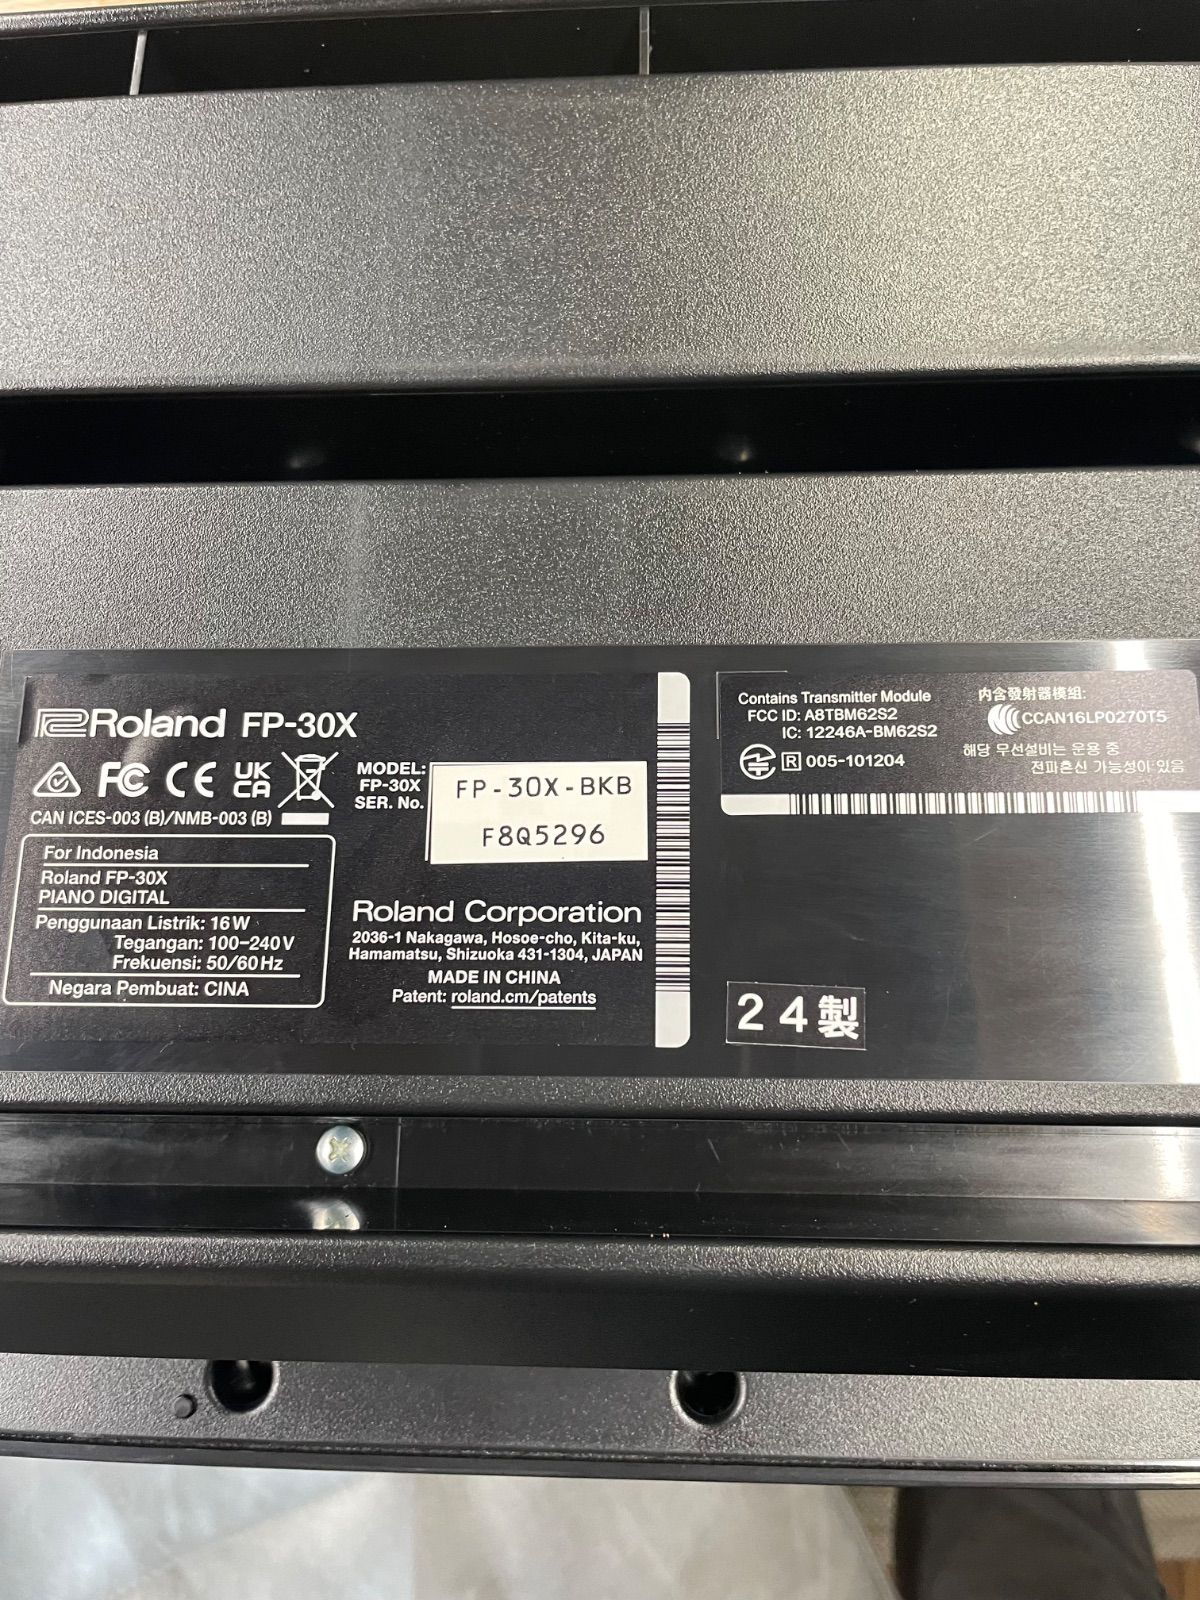 Roland FP-30X
FC CE UK CA
CAN ICES-003 (B)/NMB-003 (B)
MODEL:
FP-30X
SER. No.
FP-30X-BKB
F8Q5296
For Indonesia
Roland FP-30X
PIANO DIGITAL
Penggunaan Listrik: 16W
Tegangan: 100–240V
Frekuensi: 50/60Hz
Negara Pembuat: CINA
Roland Corporation
2036-1 Nakagawa, Hosoe-cho, Kita-ku,
Hamamatsu, Shizuoka 431-1304, JAPAN
MADE IN CHINA
Patent: roland.cm/patents
Contains Transmitter Module
FCC ID: A8TBM62S2
IC: 12246A-BM62S2
R 005-101204
內含發射器模組:
CCAN16LP0270T5
해당 무선설비는 운용 중
전파혼신 가능성이 있음
24製